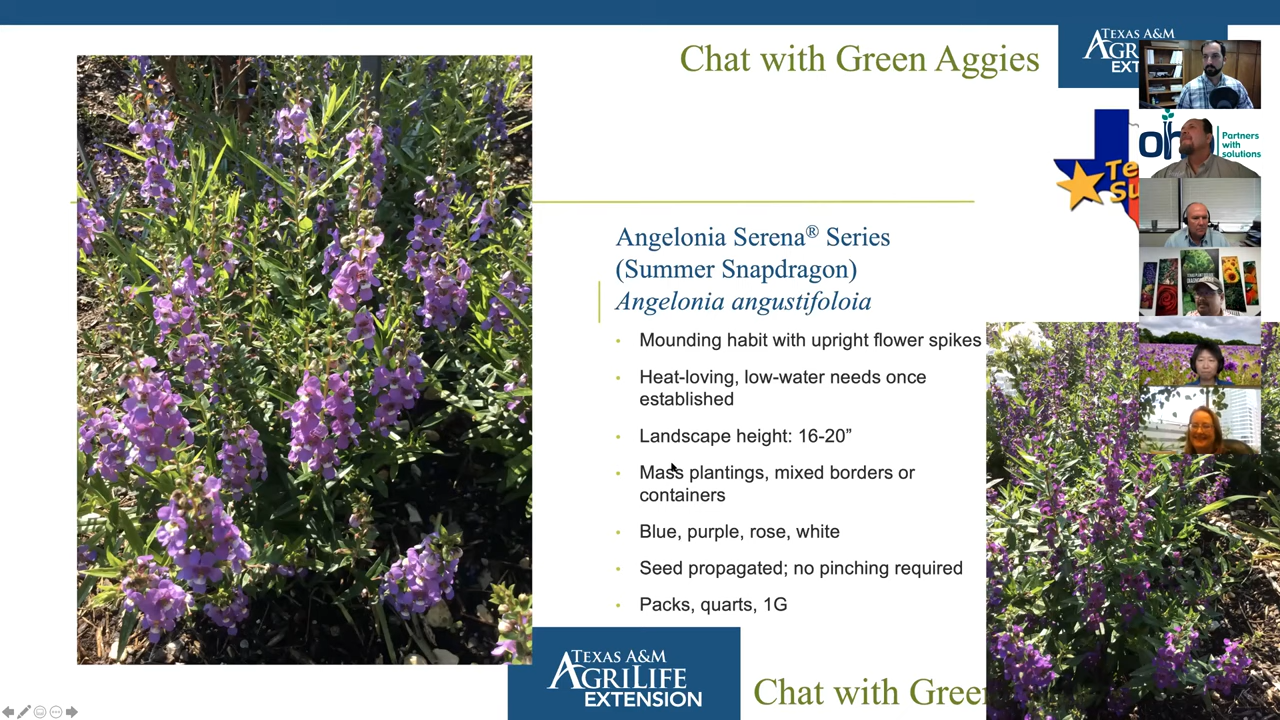 Chat with Green Aggies
TEXAS A&M
AGR
EXT
Partners
with
solutions
Te
Su
Angelonia Serena® Series
(Summer Snapdragon)
Angelonia angustifoloia
• Mounding habit with upright flower spikes
• Heat-loving, low-water needs once
established
• Landscape height: 16-20”
• Mass plantings, mixed borders or
containers
• Blue, purple, rose, white
• Seed propagated; no pinching required
• Packs, quarts, 1G
TEXAS A&M
AGRILIFE
EXTENSION
Chat with Green